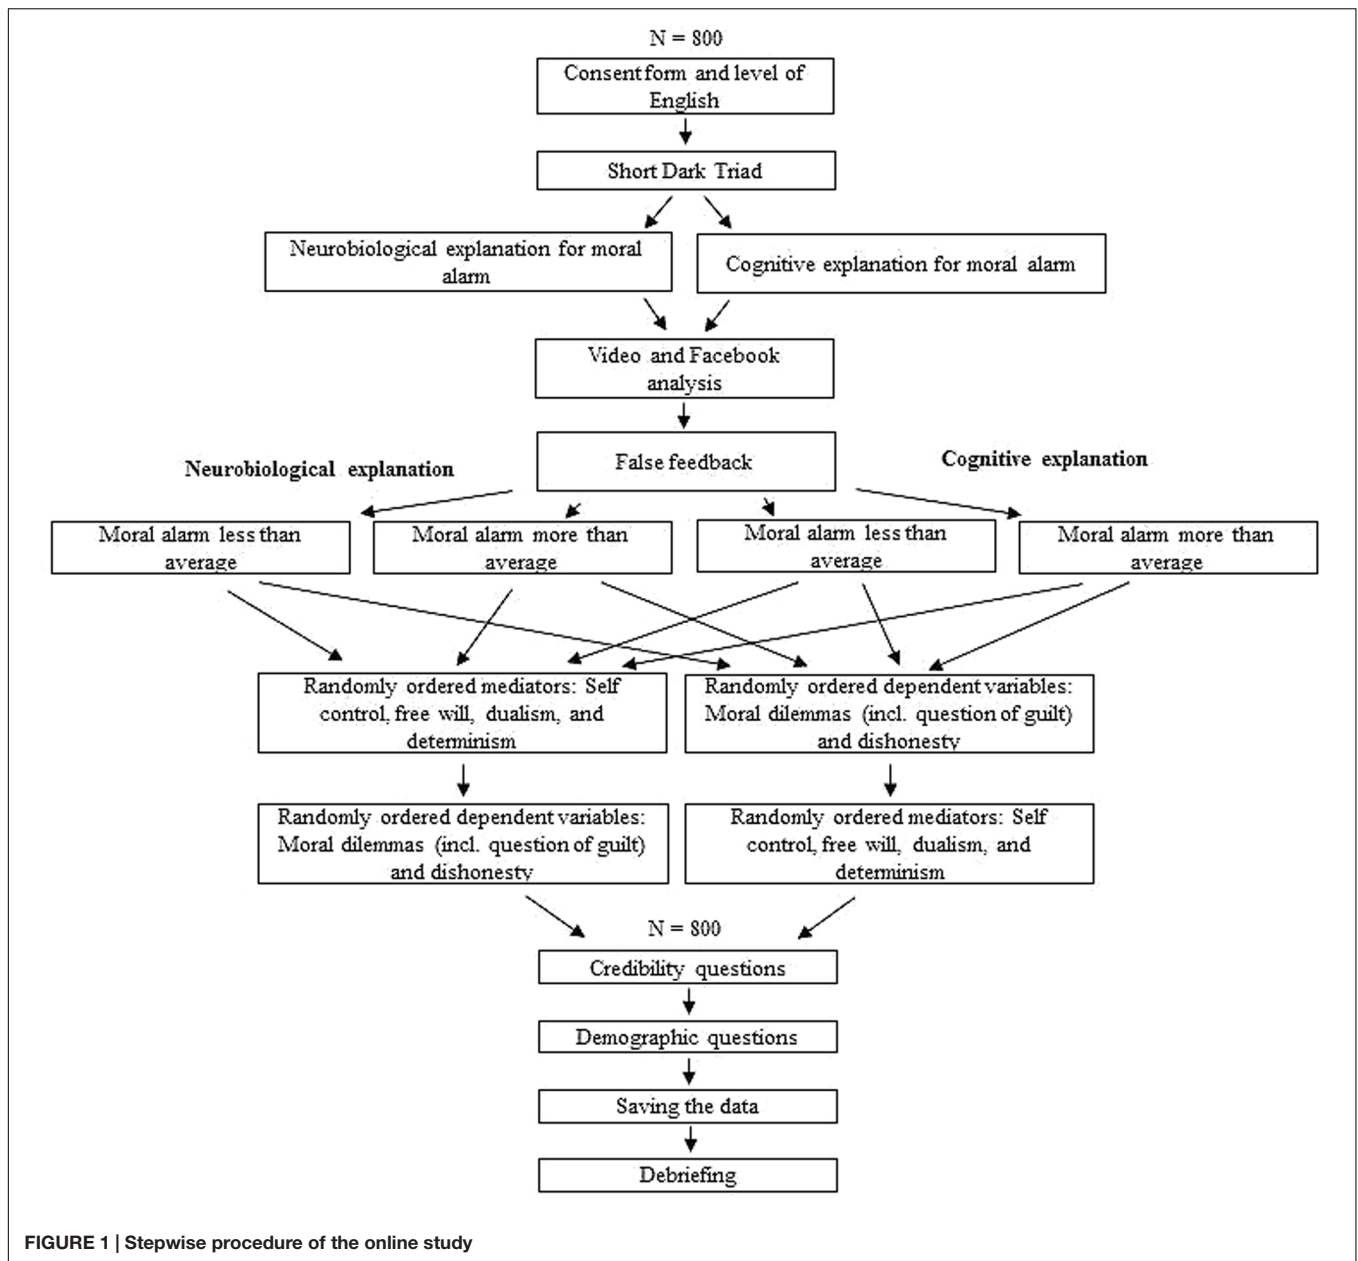 N = 800
Consent form and level of
English
Short Dark Triad
Neurobiological explanation for moral
alarm
Cognitive explanation for moral alarm
Video and Facebook
analysis
False feedback
Neurobiological explanation
Cognitive explanation
Moral alarm less than
average
Moral alarm more than
average
Moral alarm less than
average
Moral alarm more than
average
Randomly ordered mediators: Self
control, free will, dualism, and
determinism
Randomly ordered dependent variables:
Moral dilemmas (incl. question of guilt)
and dishonesty
Randomly ordered dependent variables:
Moral dilemmas (incl. question of guilt)
and dishonesty
Randomly ordered mediators: Self
control, free will, dualism, and
determinism
N = 800
Credibility questions
Demographic questions
Saving the data
Debriefing
FIGURE 1 | Stepwise procedure of the online study